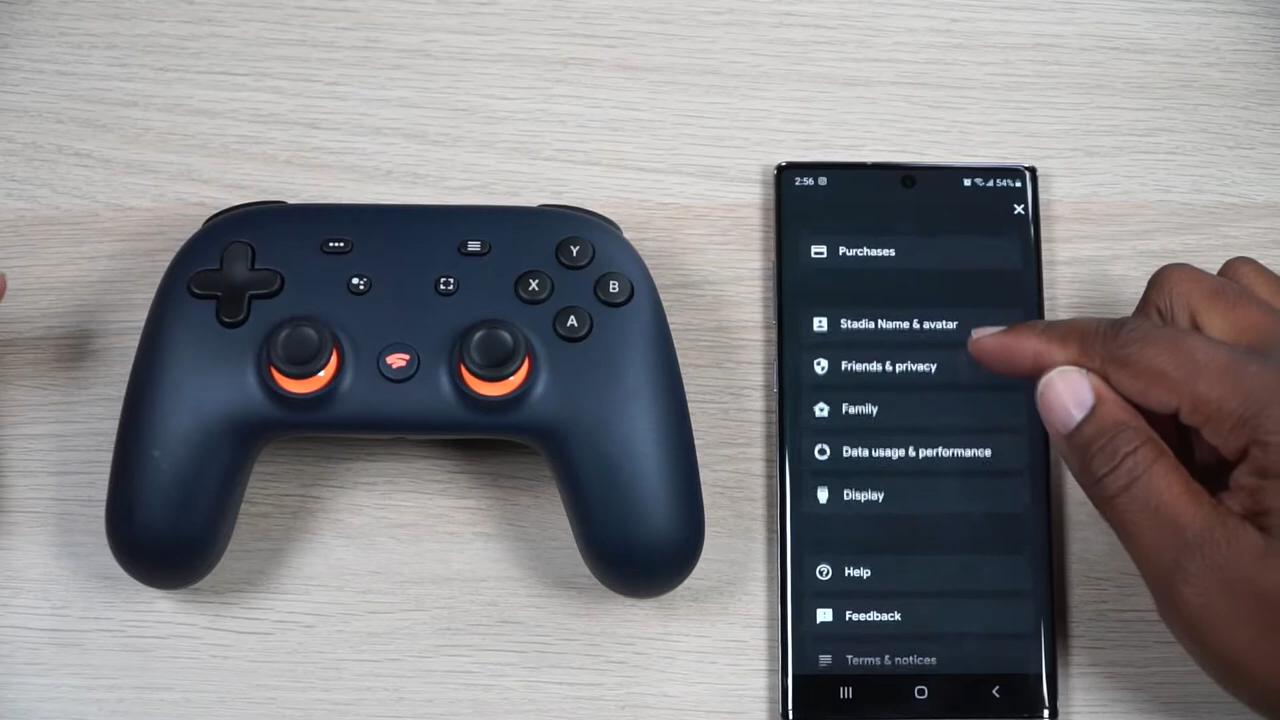 Y
X
B
A
2:56
54%
Purchases
Stadia Name & avatar
Friends & privacy
Family
Data usage & performance
Display
Help
Feedback
Terms & notices